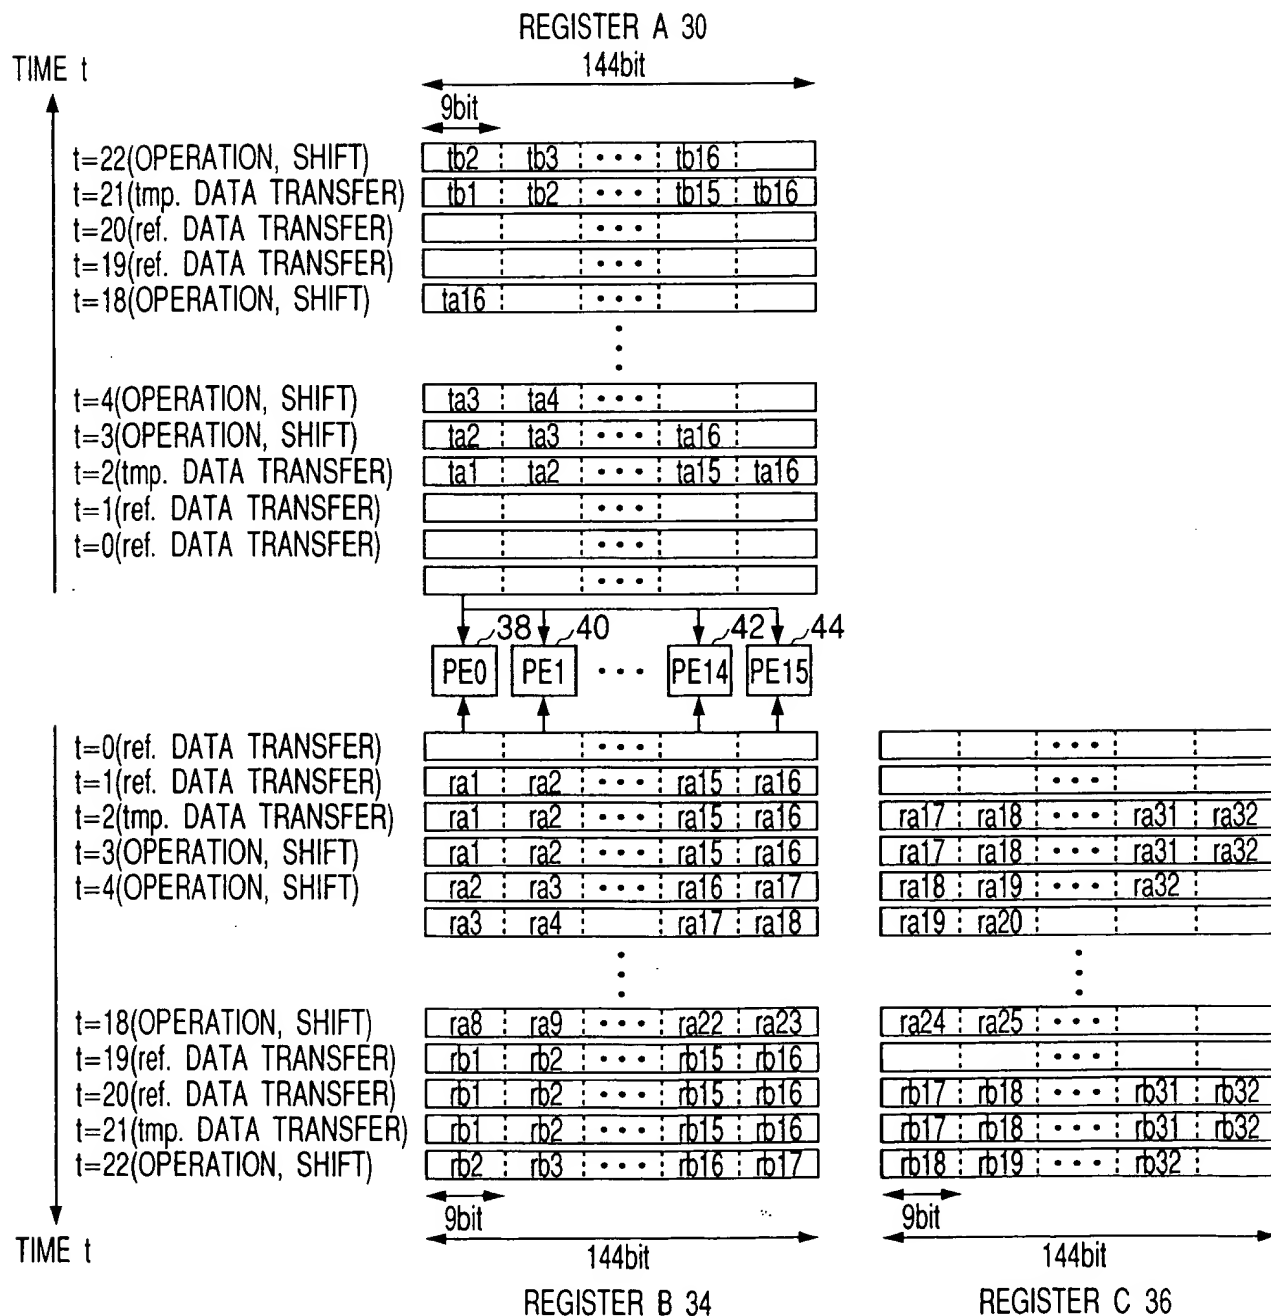 REGISTER A 30
TIME t
144bit
9bit
t=22(OPERATION, SHIFT) tb2 tb3 • • • tb16
t=21(tmp. DATA TRANSFER) tb1 tb2 • • • tb15 tb16
t=20(ref. DATA TRANSFER) • • •
t=19(ref. DATA TRANSFER) • • •
t=18(OPERATION, SHIFT) ta16 • • •
t=4(OPERATION, SHIFT) ta3 ta4 • • •
t=3(OPERATION, SHIFT) ta2 ta3 • • • ta16
t=2(tmp. DATA TRANSFER) ta1 ta2 • • • ta15 ta16
t=1(ref. DATA TRANSFER) • • •
t=0(ref. DATA TRANSFER) • • •
• • •
38 40 42 44
PE0 PE1 • • • PE14 PE15
t=0(ref. DATA TRANSFER) • • • • • •
t=1(ref. DATA TRANSFER) ra1 ra2 • • • ra15 ra16 • • •
t=2(tmp. DATA TRANSFER) ra1 ra2 • • • ra15 ra16 ra17 ra18 • • • ra31 ra32
t=3(OPERATION, SHIFT) ra1 ra2 • • • ra15 ra16 ra17 ra18 • • • ra31 ra32
t=4(OPERATION, SHIFT) ra2 ra3 • • • ra16 ra17 ra18 ra19 • • • ra32
ra3 ra4 ra17 ra18 ra19 ra20
t=18(OPERATION, SHIFT) ra8 ra9 • • • ra22 ra23 ra24 ra25 • • •
t=19(ref. DATA TRANSFER) rb1 rb2 • • • rb15 rb16 • • •
t=20(ref. DATA TRANSFER) rb1 rb2 • • • rb15 rb16 rb17 rb18 • • • rb31 rb32
t=21(tmp. DATA TRANSFER) rb1 rb2 • • • rb15 rb16 rb17 rb18 • • • rb31 rb32
t=22(OPERATION, SHIFT) rb2 rb3 • • • rb16 rb17 rb18 rb19 • • • rb32
9bit 9bit
TIME t 144bit 144bit
REGISTER B 34 REGISTER C 36